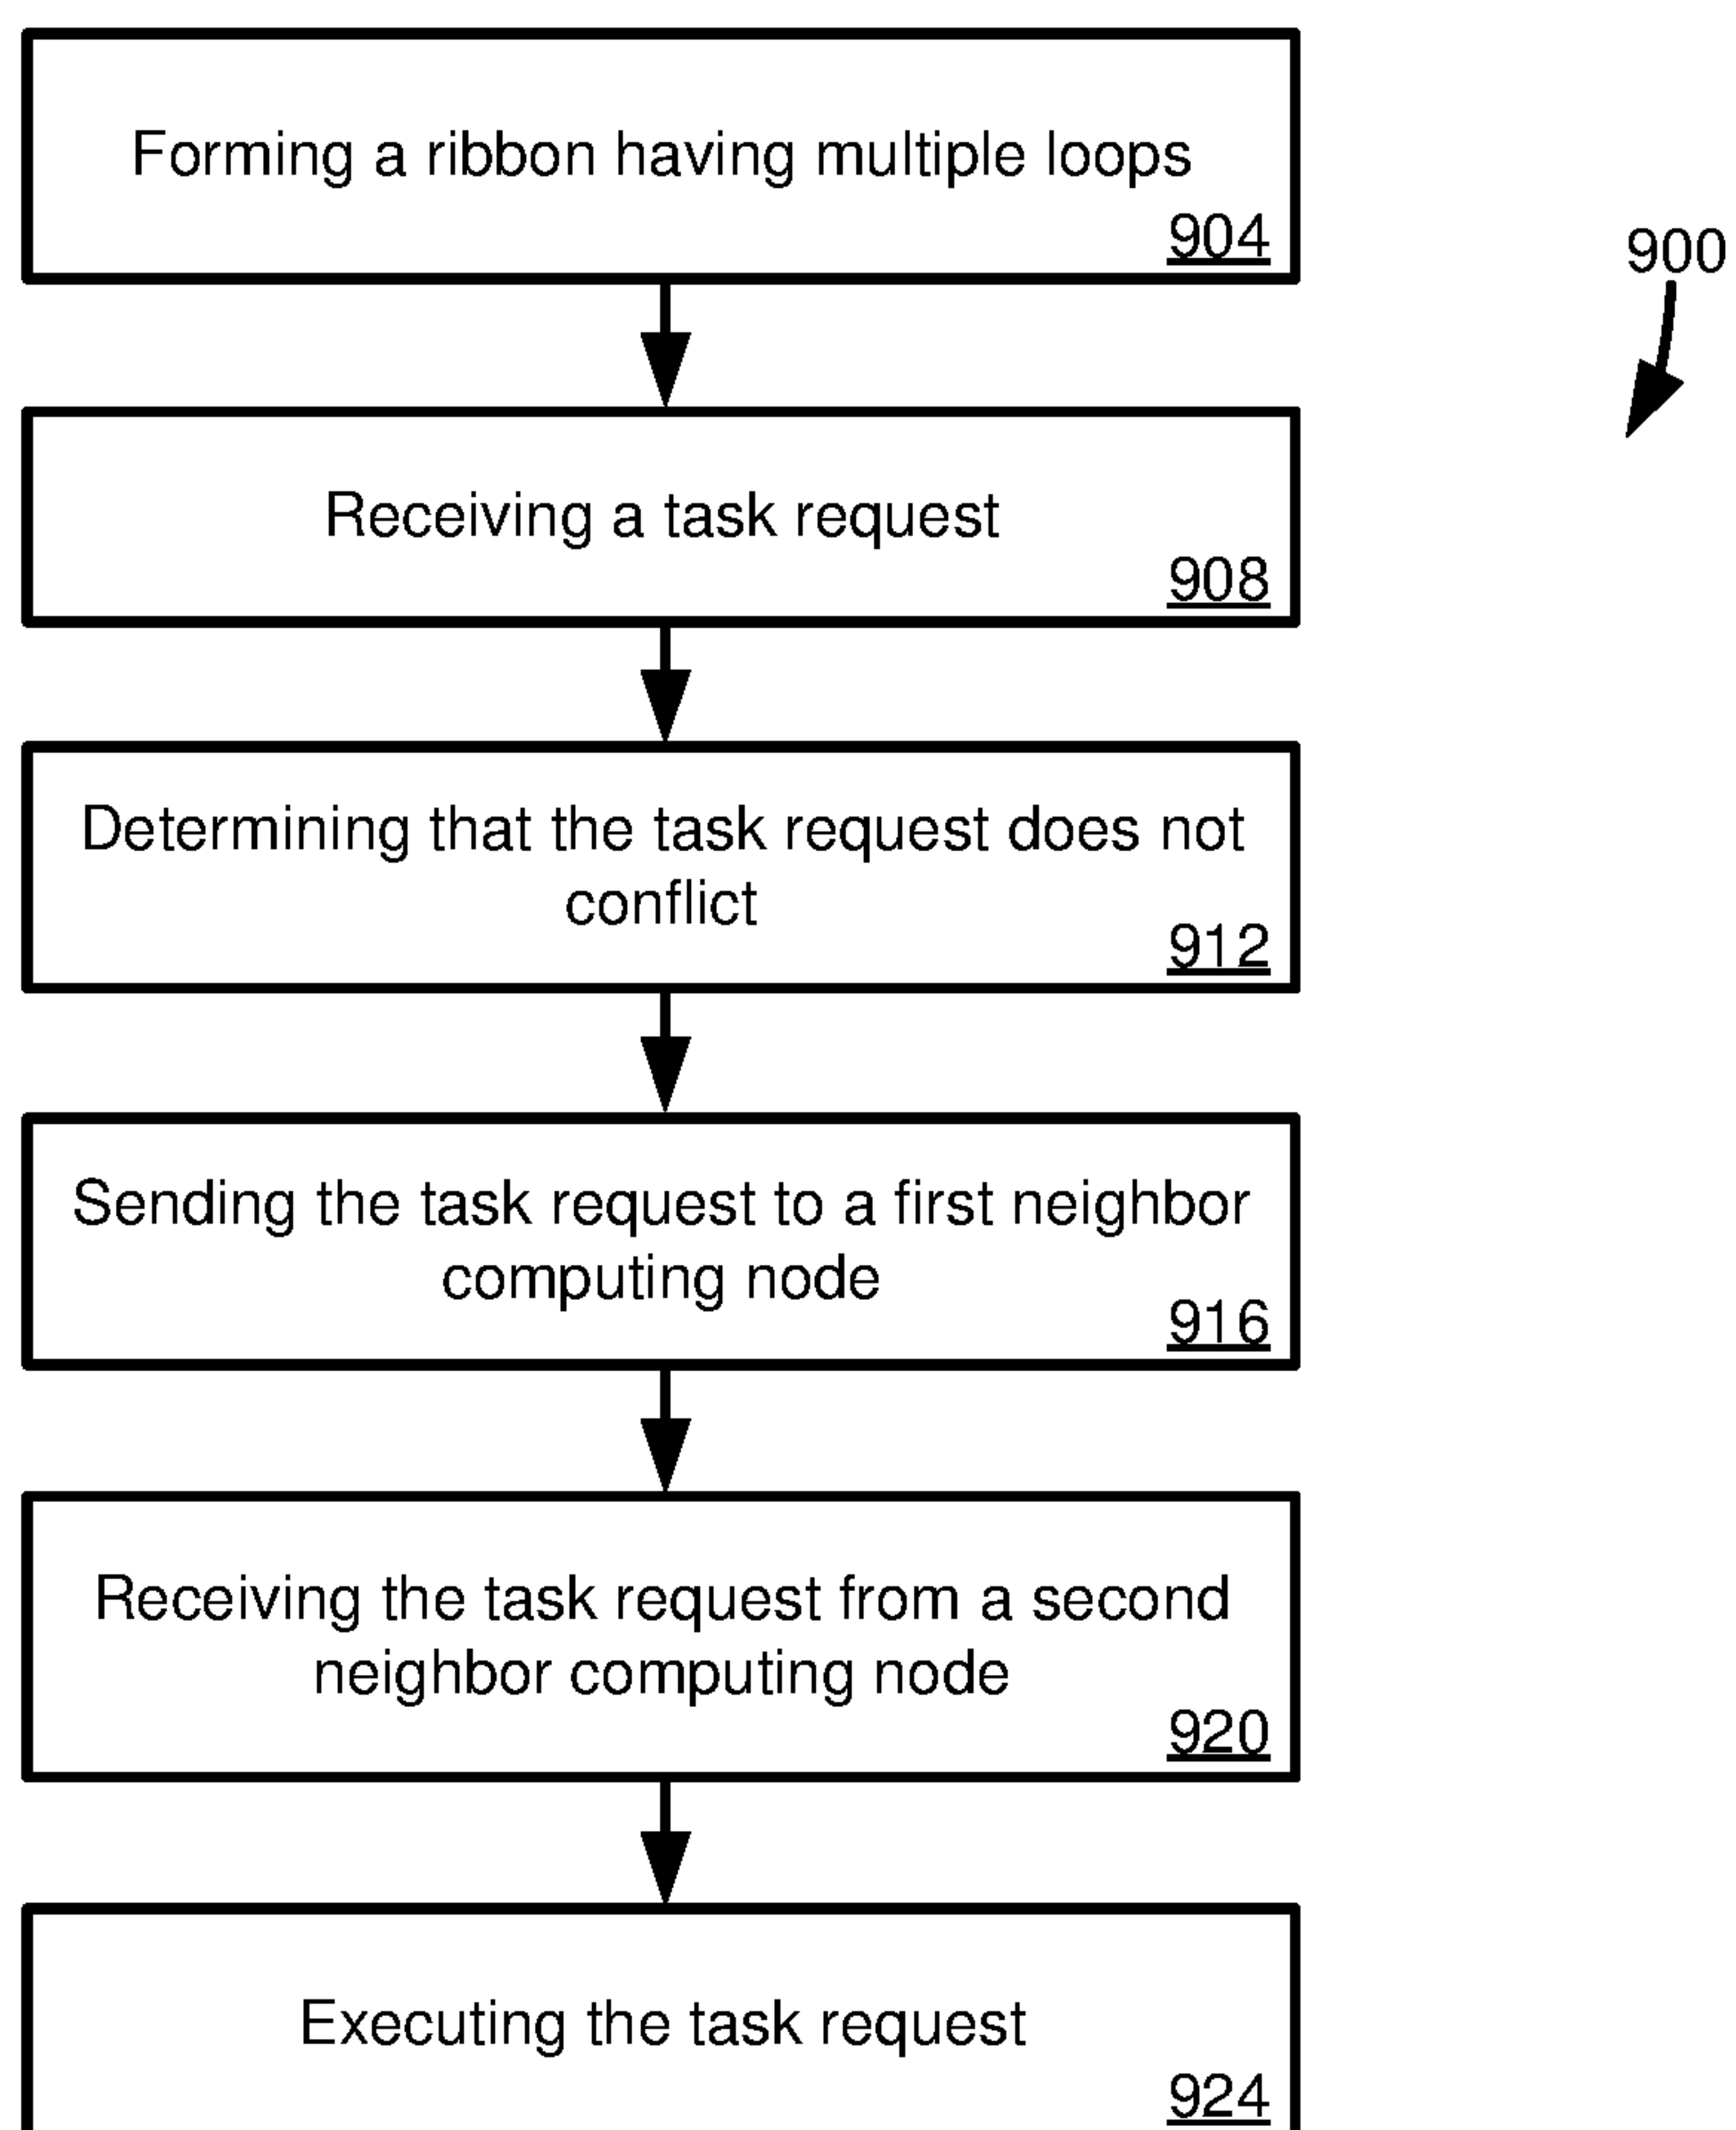 Forming a ribbon having multiple loops
904
900
Receiving a task request
908
Determining that the task request does not
conflict
912
Sending the task request to a first neighbor
computing node
916
Receiving the task request from a second
neighbor computing node
920
Executing the task request
924